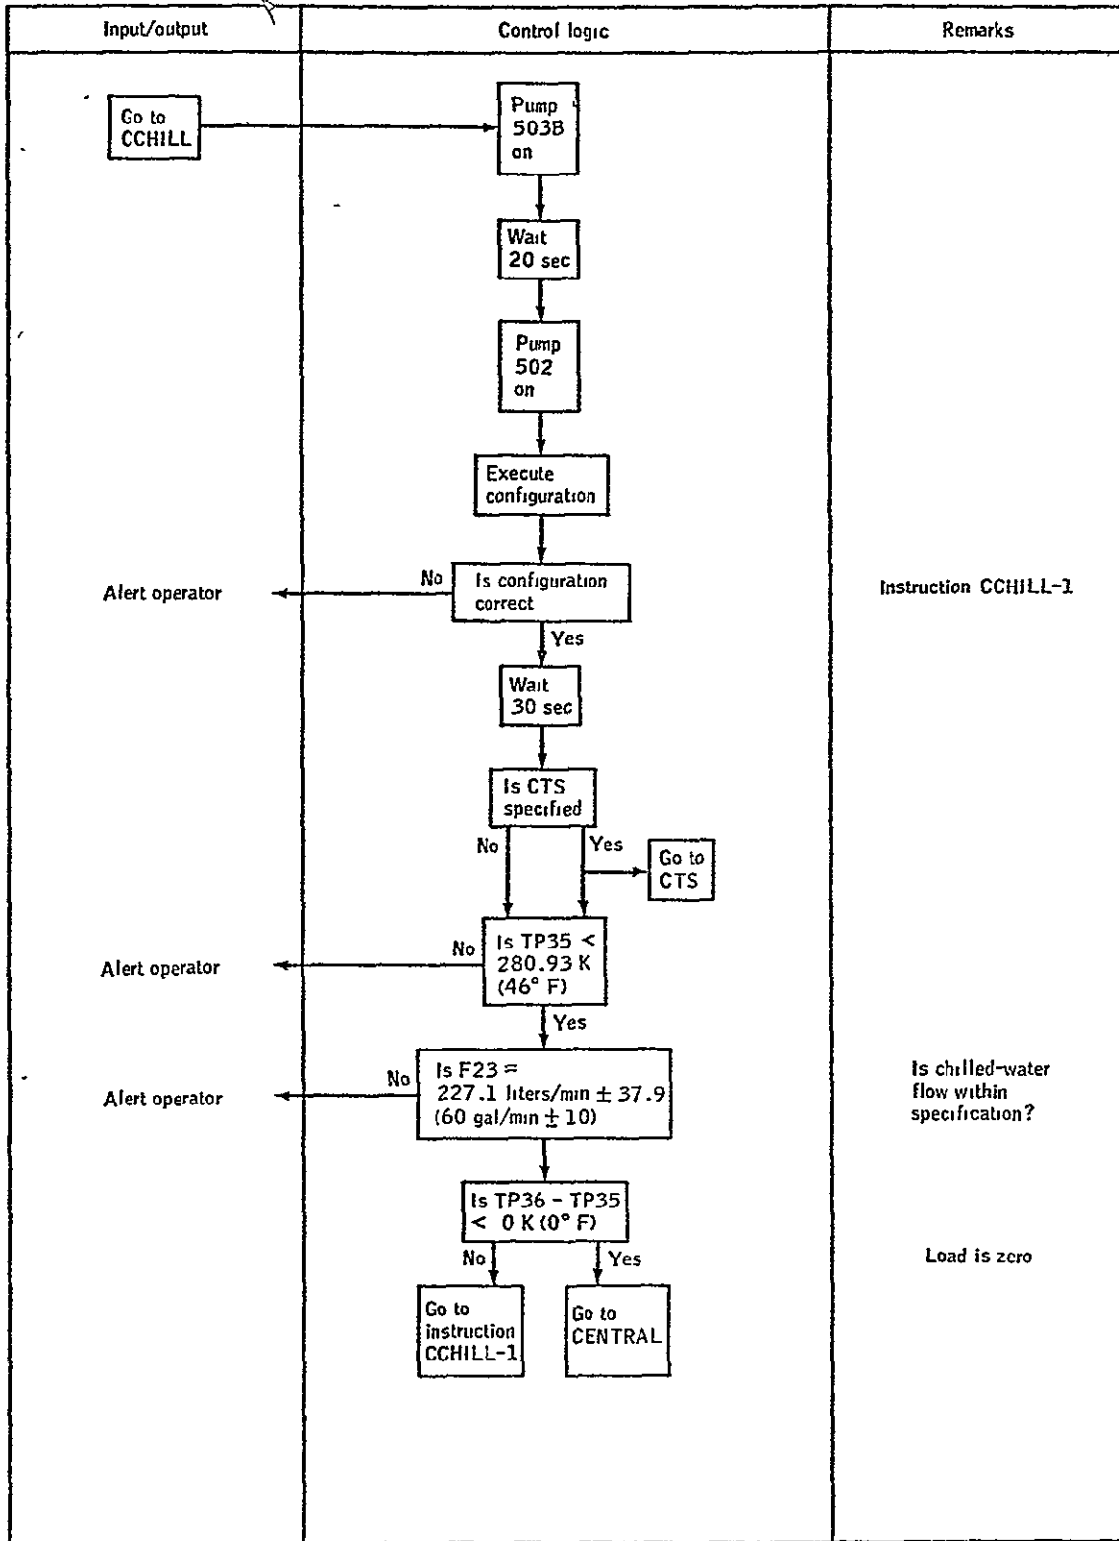 Input/output
Control logic
Remarks
Go to
CCHILL
Pump
503B
on
Wait
20 sec
Pump
502
on
Execute
configuration
Is configuration
correct
No
Alert operator
Instruction CCHILL-1
Yes
Wait
30 sec
Is CTS
specified
No
Yes
Go to
CTS
Is TP35 <
280.93 K
(46° F)
No
Alert operator
Yes
Is F23 =
227.1 liters/min ± 37.9
(60 gal/min ± 10)
No
Alert operator
Is chilled-water
flow within
specification?
Is TP36 - TP35
< 0 K (0° F)
No
Yes
Load is zero
Go to
instruction
CCHILL-1
Go to
CENTRAL